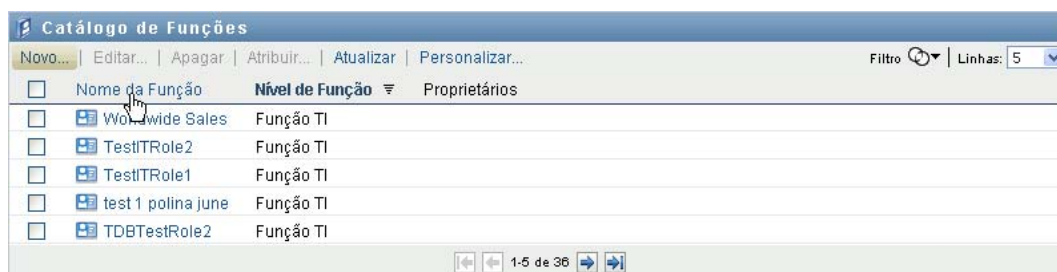 Catálogo de Funções
Novo... | Editar... | Apagar | Atribuir... | Atualizar | Personalizar... Filtro | Linhas: 5
Nome da Função Nível de Função Proprietários
Worldwide Sales Função TI
TestITRole2 Função TI
TestITRole1 Função TI
test 1 polina june Função TI
TDBTestRole2 Função TI
1-5 de 36